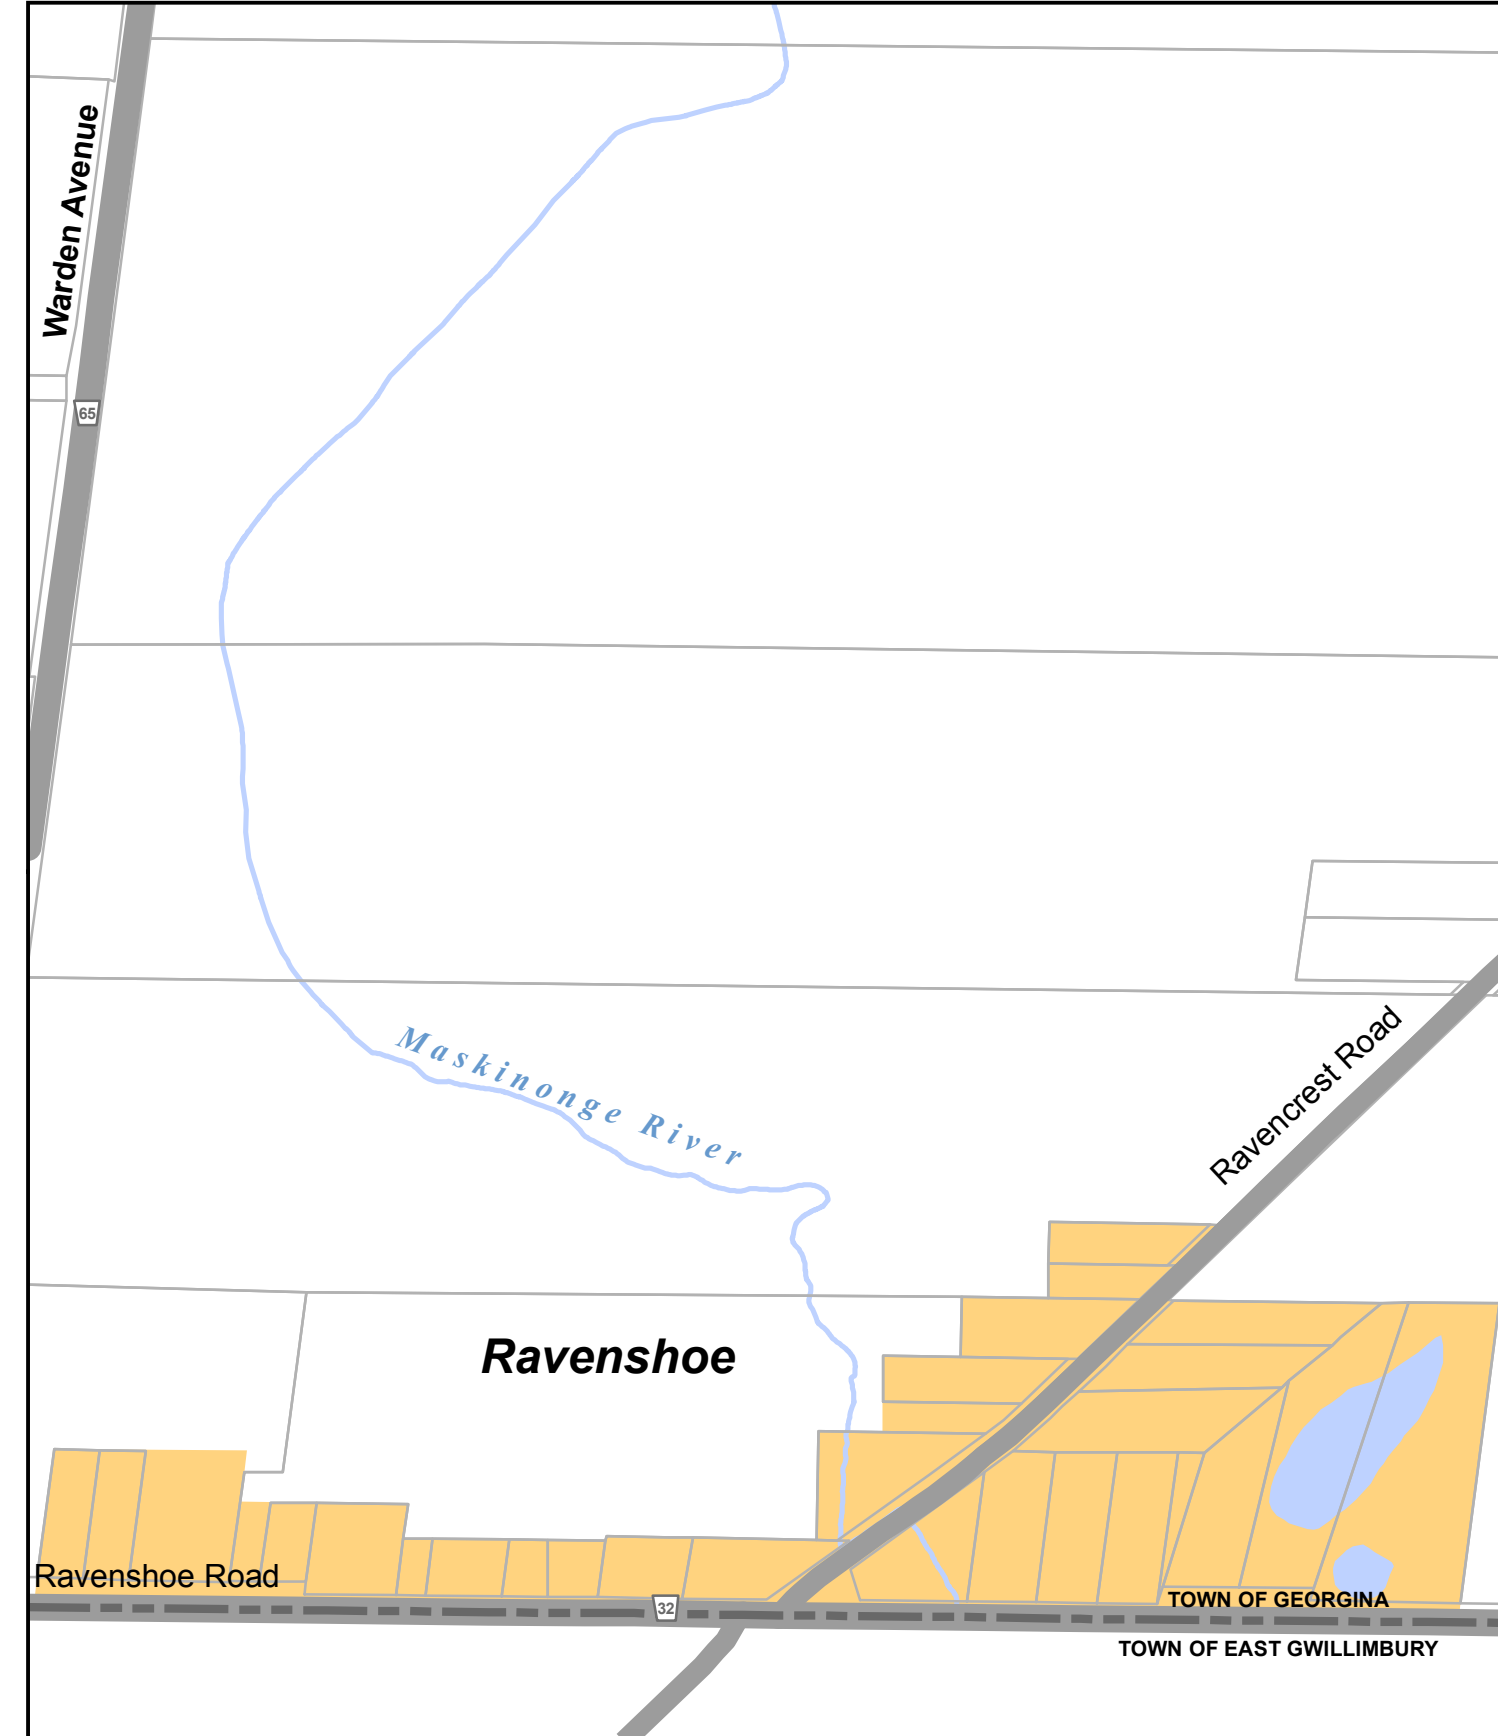 Warden Avenue
65
Maskinonge River
Ravencrest Road
Ravenshoe
Ravenshoe Road
32
TOWN OF GEORGINA
TOWN OF EAST GWILLIMBURY